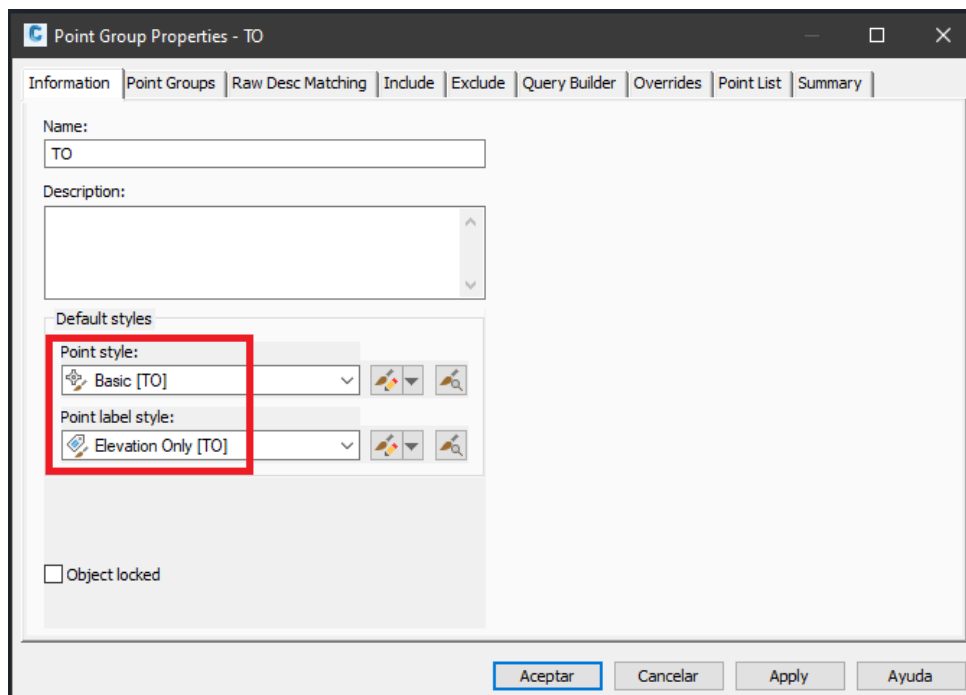 Point Group Properties - TO
Information Point Groups Raw Desc Matching Include Exclude Query Builder Overrides Point List Summary
Name:
TO
Description:
Default styles
Point style:
Basic [TO]
Point label style:
Elevation Only [TO]
Object locked
Aceptar Cancelar Apply Ayuda